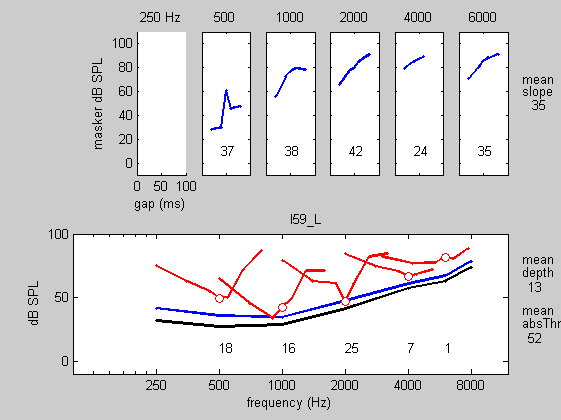 250 Hz 500 1000 2000 4000 6000
100
80
60
40
20
0
masker dB SPL
37 38 42 24 35
mean
slope
35
0 50 100
gap (ms)
I59_L
100
50
0
dB SPL
18 16 25 7 1
mean
depth
13
mean
absThr
52
250 500 1000 2000 4000 8000
frequency (Hz)